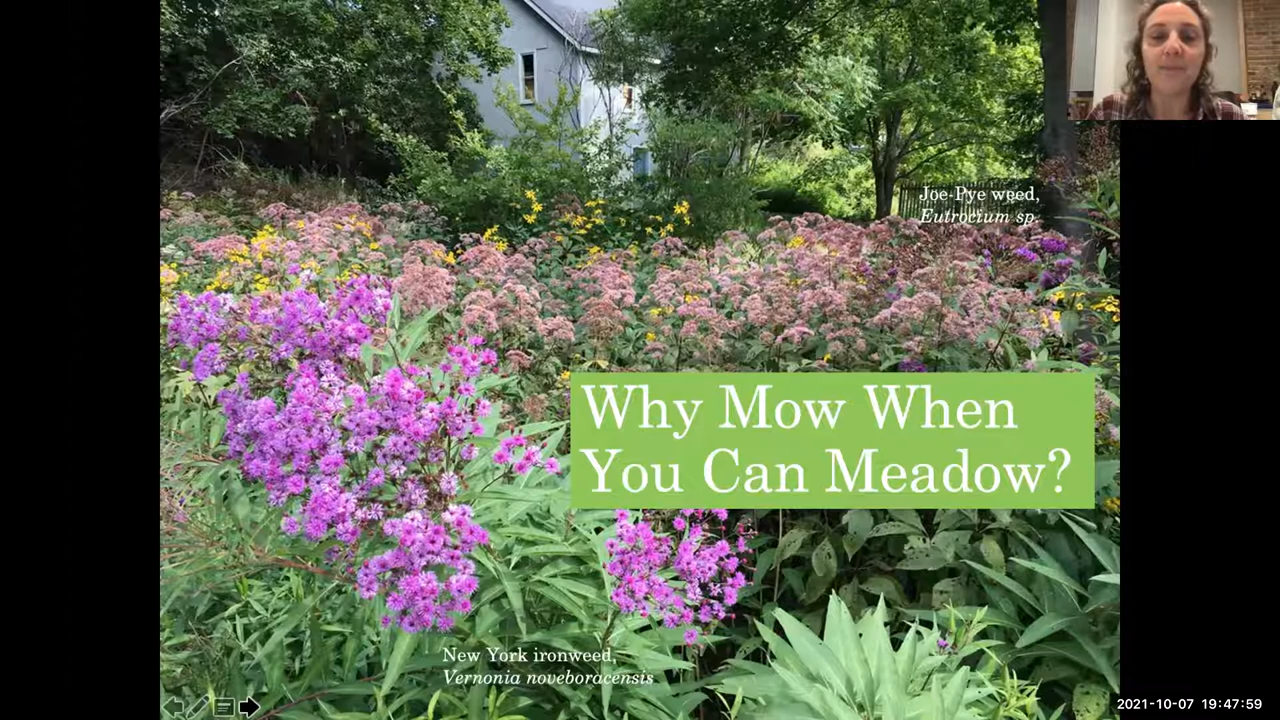 Joe-Pye weed,
Eutrocium sp.
Why Mow When
You Can Meadow?
New York ironweed,
Vernonia noveboracensis
2021-10-07 19:47:59